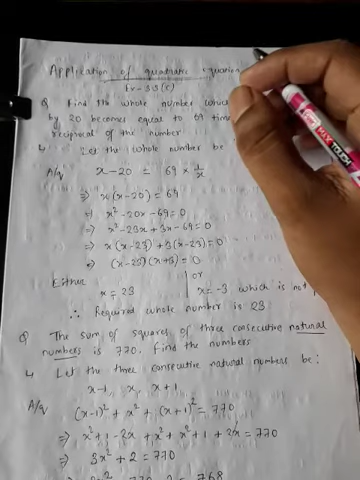 Application of quadratic equation
Ex-3.3(c)
Q Find the whole number which
by 20 becomes equal to 69 time
reciprocal of the number
Let the whole number be
A/q x-20 = 69 × 1/x
⇒ x(x-20) = 69
⇒ x² -20x -69 = 0
⇒ x² -23x +3x -69 = 0
⇒ x(x-23) +3(x-23) = 0
⇒ (x-23)(x+3) = 0
Either | or
x = 23 | x = -3 which is not
∴ Required whole number is 23
Q The sum of squares of three consecutive natural
numbers is 770. Find the numbers
Let the three consecutive natural numbers be:
x-1, x, x+1
A/q (x-1)² + x² + (x+1)² = 770
⇒ x²+1-2x + x² + x² +1 + 2x = 770
⇒ 3x² + 2 = 770
768